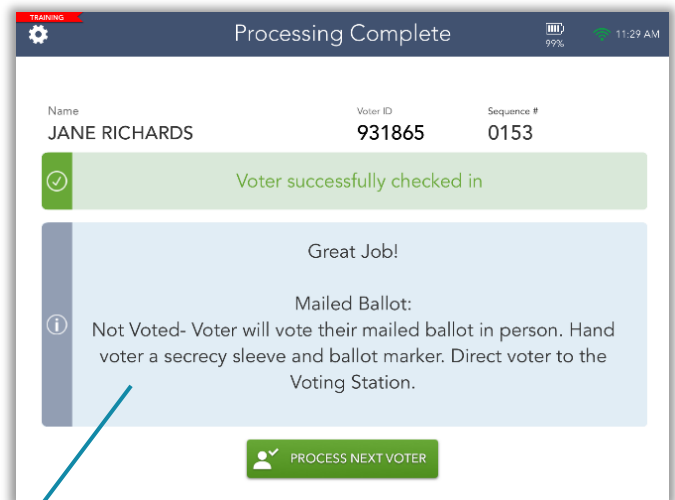 TRAINING
Processing Complete
99%
11:29 AM
Name
Voter ID
Sequence #
JANE RICHARDS
931865
0153
Voter successfully checked in
Great Job!
Mailed Ballot:
Not Voted- Voter will vote their mailed ballot in person. Hand
voter a secrecy sleeve and ballot marker. Direct voter to the
Voting Station.
PROCESS NEXT VOTER